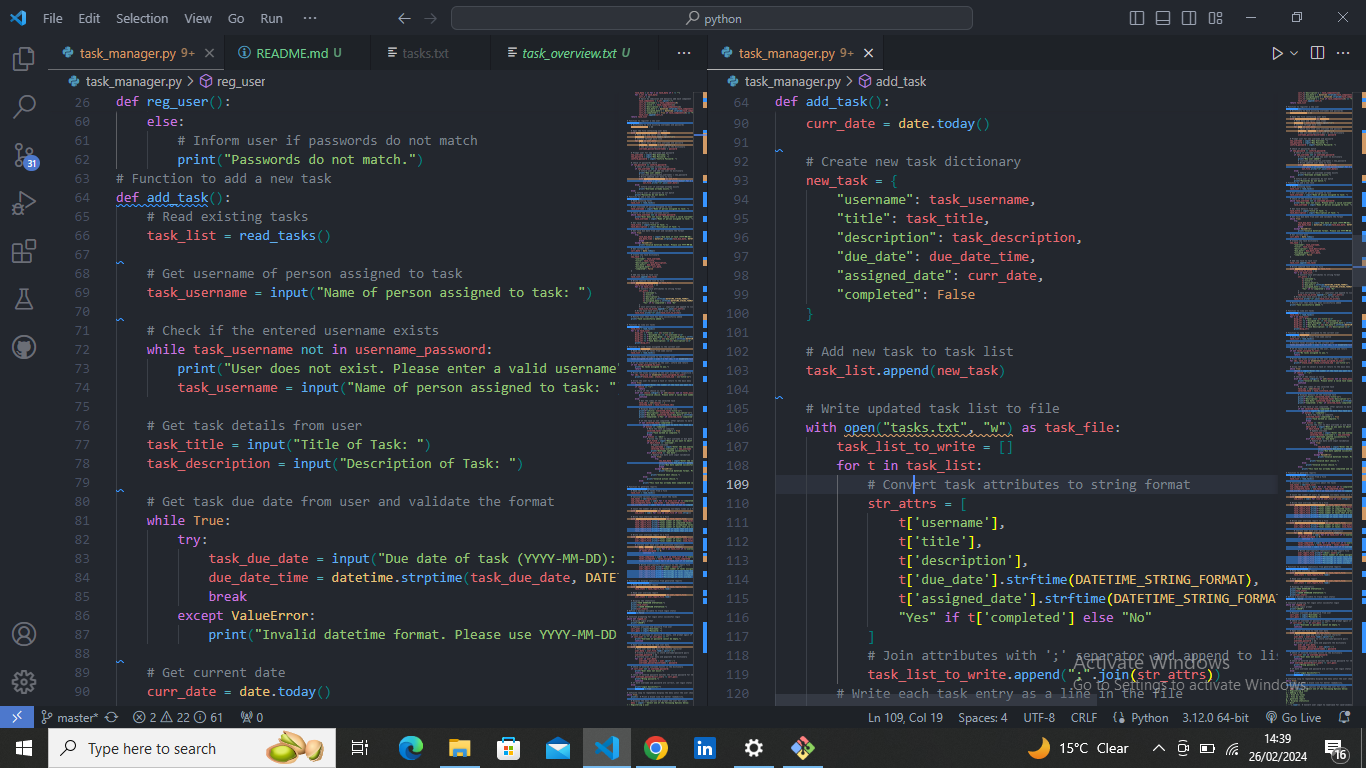 File Edit Selection View Go Run ··· python
task_manager.py 9+ README.md U tasks.txt task_overview.txt U ···
task_manager.py > reg_user
26 def reg_user():
60 else:
61 # Inform user if passwords do not match
62 print("Passwords do not match.")
63 # Function to add a new task
64 def add_task():
65 # Read existing tasks
66 task_list = read_tasks()
67
68 # Get username of person assigned to task
69 task_username = input("Name of person assigned to task: ")
70
71 # Check if the entered username exists
72 while task_username not in username_password:
73 print("User does not exist. Please enter a valid username
74 task_username = input("Name of person assigned to task: "
75
76 # Get task details from user
77 task_title = input("Title of Task: ")
78 task_description = input("Description of Task: ")
79
80 # Get task due date from user and validate the format
81 while True:
82 try:
83 task_due_date = input("Due date of task (YYYY-MM-DD):
84 due_date_time = datetime.strptime(task_due_date, DATE
85 break
86 except ValueError:
87 print("Invalid datetime format. Please use YYYY-MM-DD
88
89 # Get current date
90 curr_date = date.today()
task_manager.py 9+ ···
task_manager.py > add_task
64 def add_task():
90 curr_date = date.today()
91
92 # Create new task dictionary
93 new_task = {
94 "username": task_username,
95 "title": task_title,
96 "description": task_description,
97 "due_date": due_date_time,
98 "assigned_date": curr_date,
99 "completed": False
100 }
101
102 # Add new task to task list
103 task_list.append(new_task)
104
105 # Write updated task list to file
106 with open("tasks.txt", "w") as task_file:
107 task_list_to_write = []
108 for t in task_list:
109 # Convert task attributes to string format
110 str_attrs = [
111 t['username'],
112 t['title'],
113 t['description'],
114 t['due_date'].strftime(DATETIME_STRING_FORMAT),
115 t['assigned_date'].strftime(DATETIME_STRING_FORMA
116 "Yes" if t['completed'] else "No"
117 ]
118 # Join attributes with ';' separator and append to li
119 task_list_to_write.append(";".join(str_attrs))
120 # Write each task entry as a line in the file
Activate Windows
Go to Settings to activate Windows.
31
master* 2 22 61 0 Ln 109, Col 19 Spaces: 4 UTF-8 CRLF Python 3.12.0 64-bit Go Live
Type here to search 15°C Clear 14:39
26/02/2024 16